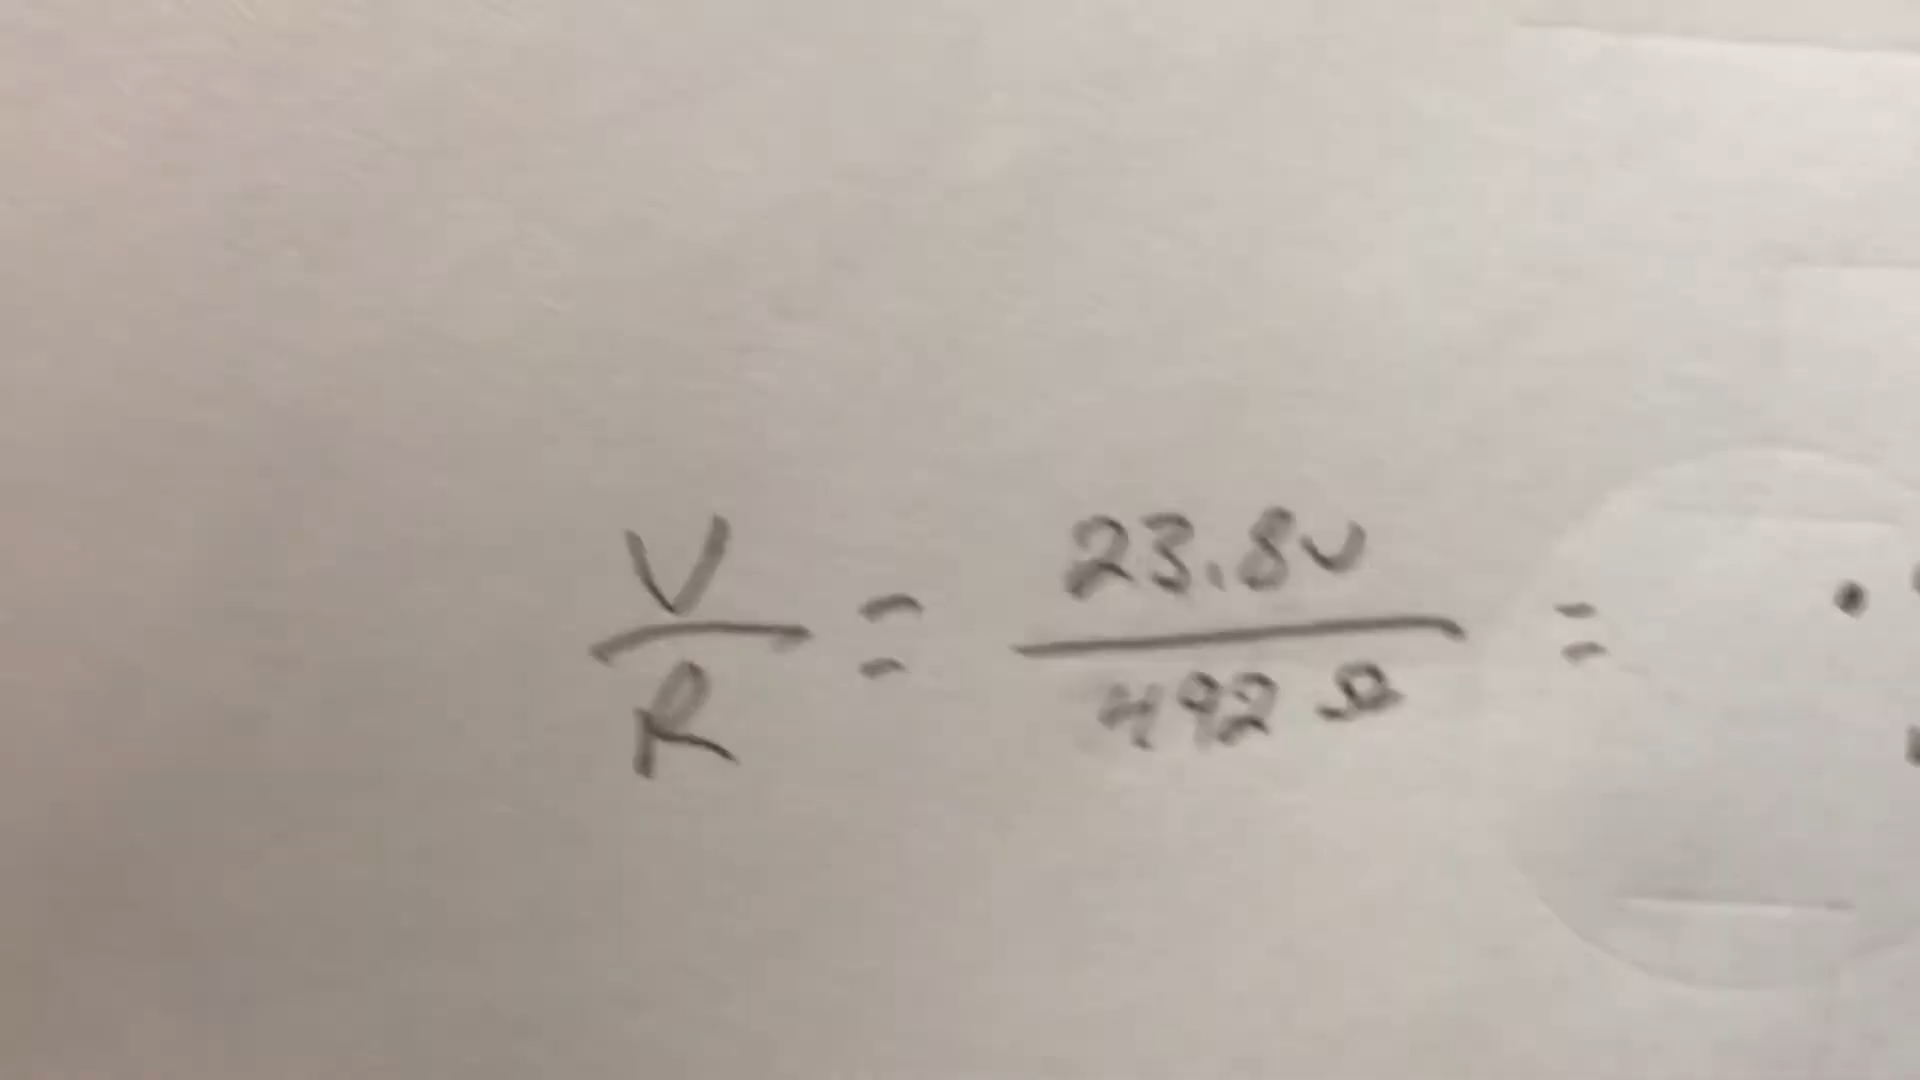 V/R = 23.8V/492 Ω = .